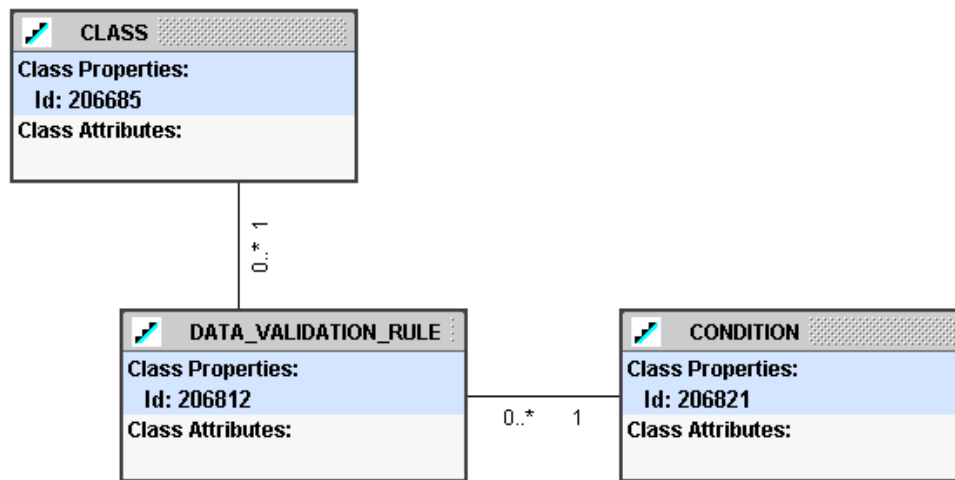 CLASS
Class Properties:
Id: 206685
Class Attributes:
0..* 1
DATA_VALIDATION_RULE
Class Properties:
Id: 206812
Class Attributes:
0..* 1
CONDITION
Class Properties:
Id: 206821
Class Attributes: